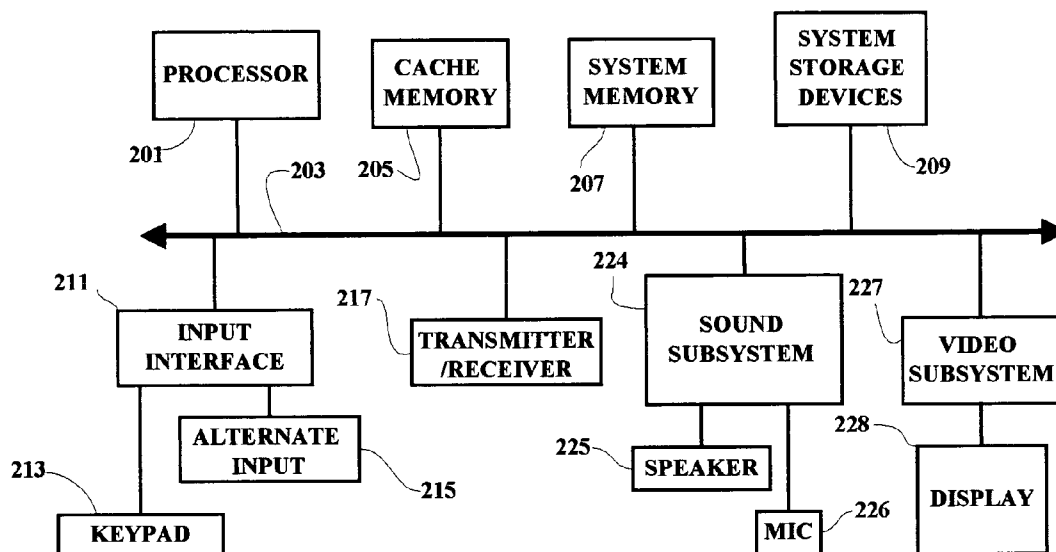 PROCESSOR
CACHE
MEMORY
SYSTEM
MEMORY
SYSTEM
STORAGE
DEVICES
201
203
205
207
209
211
INPUT
INTERFACE
217
TRANSMITTER
/RECEIVER
224
SOUND
SUBSYSTEM
227
VIDEO
SUBSYSTEM
213
KEYPAD
ALTERNATE
INPUT
215
225
SPEAKER
MIC
226
228
DISPLAY